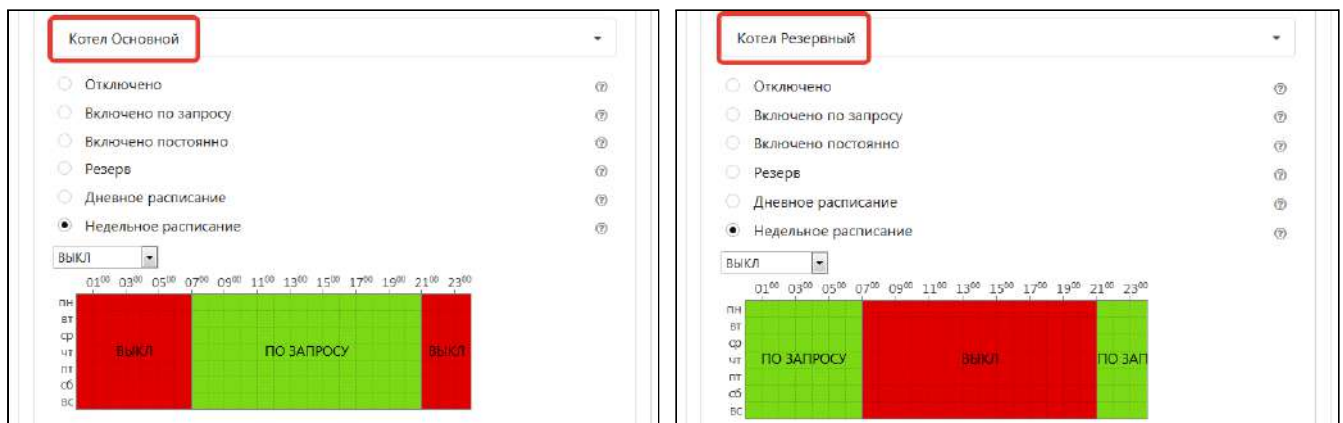 Котел Основной
Отключено
Включено по запросу
Включено постоянно
Резерв
Дневное расписание
Недельное расписание
ВЫКЛ
01⁰⁰ 03⁰⁰ 05⁰⁰ 07⁰⁰ 09⁰⁰ 11⁰⁰ 13⁰⁰ 15⁰⁰ 17⁰⁰ 19⁰⁰ 21⁰⁰ 23⁰⁰
пн
вт
ср
чт
пт
сб
вс
ВЫКЛ ПО ЗАПРОСУ ВЫКЛ
Котел Резервный
Отключено
Включено по запросу
Включено постоянно
Резерв
Дневное расписание
Недельное расписание
ВЫКЛ
01⁰⁰ 03⁰⁰ 05⁰⁰ 07⁰⁰ 09⁰⁰ 11⁰⁰ 13⁰⁰ 15⁰⁰ 17⁰⁰ 19⁰⁰ 21⁰⁰ 23⁰⁰
пн
вт
ср
чт
пт
сб
вс
ПО ЗАПРОСУ ВЫКЛ ПО ЗАП